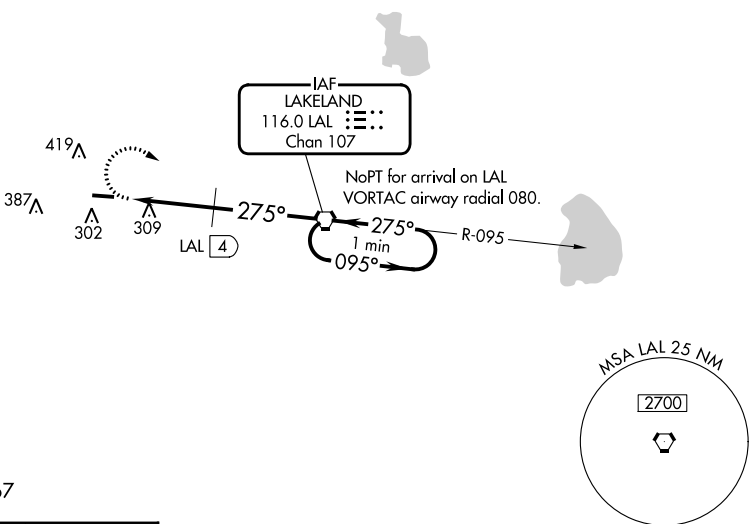 IAF
LAKELAND
116.0 LAL
Chan 107
419
NoPT for arrival on LAL
VORTAC airway radial 080.
387
302
309
275°
275°
R-095
LAL 4
1 min
095°
MSA LAL 25 NM
2700